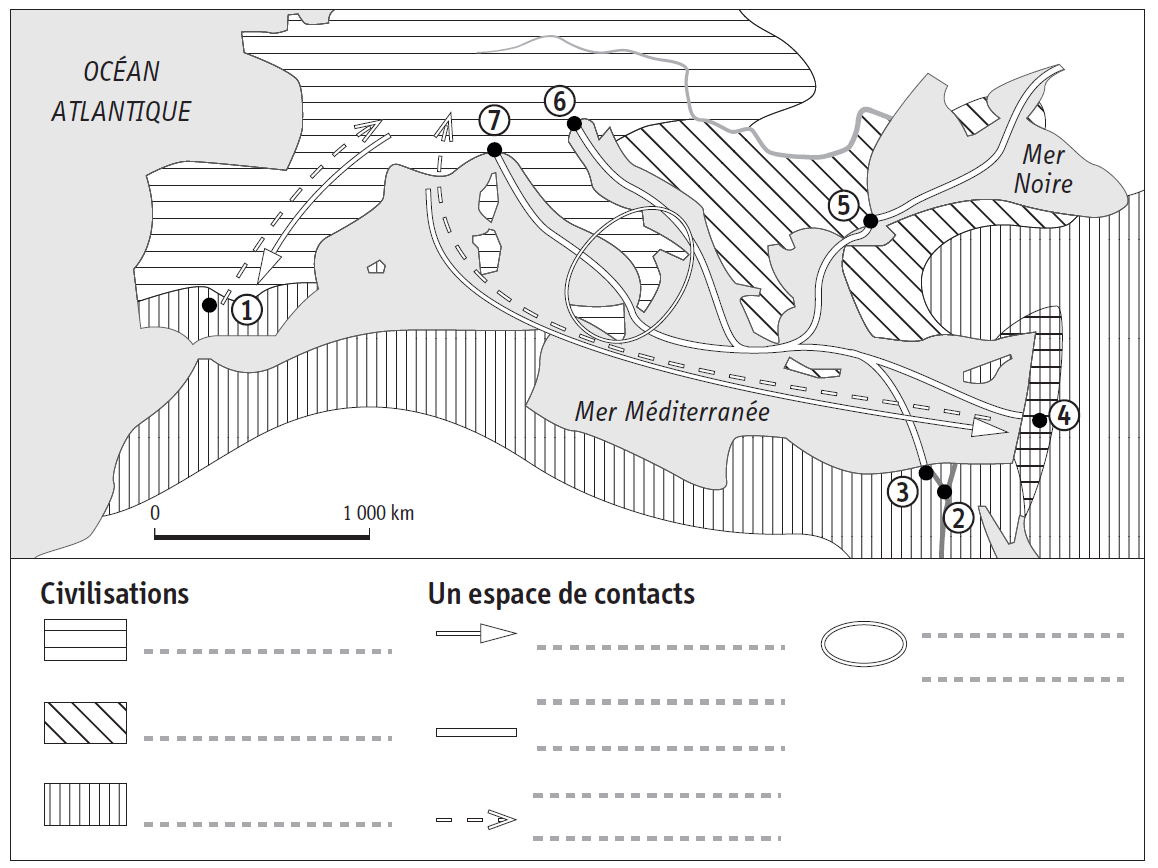 OCÉAN
ATLANTIQUE
6
7
Mer
Noire
5
1
Mer Méditerranée
4
3
2
0
1 000 km
Civilisations
Un espace de contacts